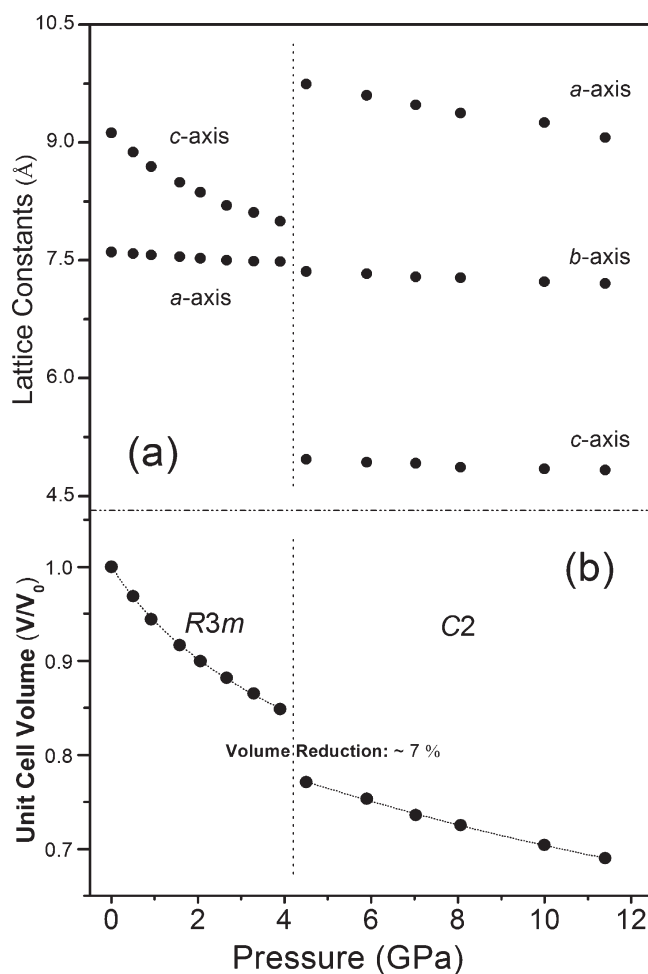 10.5
a-axis
9.0
c-axis
Lattice Constants (Å)
7.5
b-axis
a-axis
6.0
(a)
c-axis
4.5
(b)
1.0
Unit Cell Volume (V/V₀)
R3m
C2
0.9
Volume Reduction: ~ 7 %
0.8
0.7
0 2 4 6 8 10 12
Pressure (GPa)